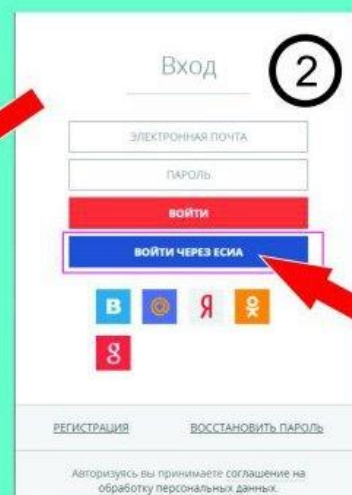 Вход
2
ЭЛЕКТРОННАЯ ПОЧТА
ПАРОЛЬ
ВОЙТИ
ВОЙТИ ЧЕРЕЗ ЕСИА
В @ Я
8
РЕГИСТРАЦИЯ ВОССТАНОВИТЬ ПАРОЛЬ
Авторизуясь вы принимаете соглашение на
обработку персональных данных.